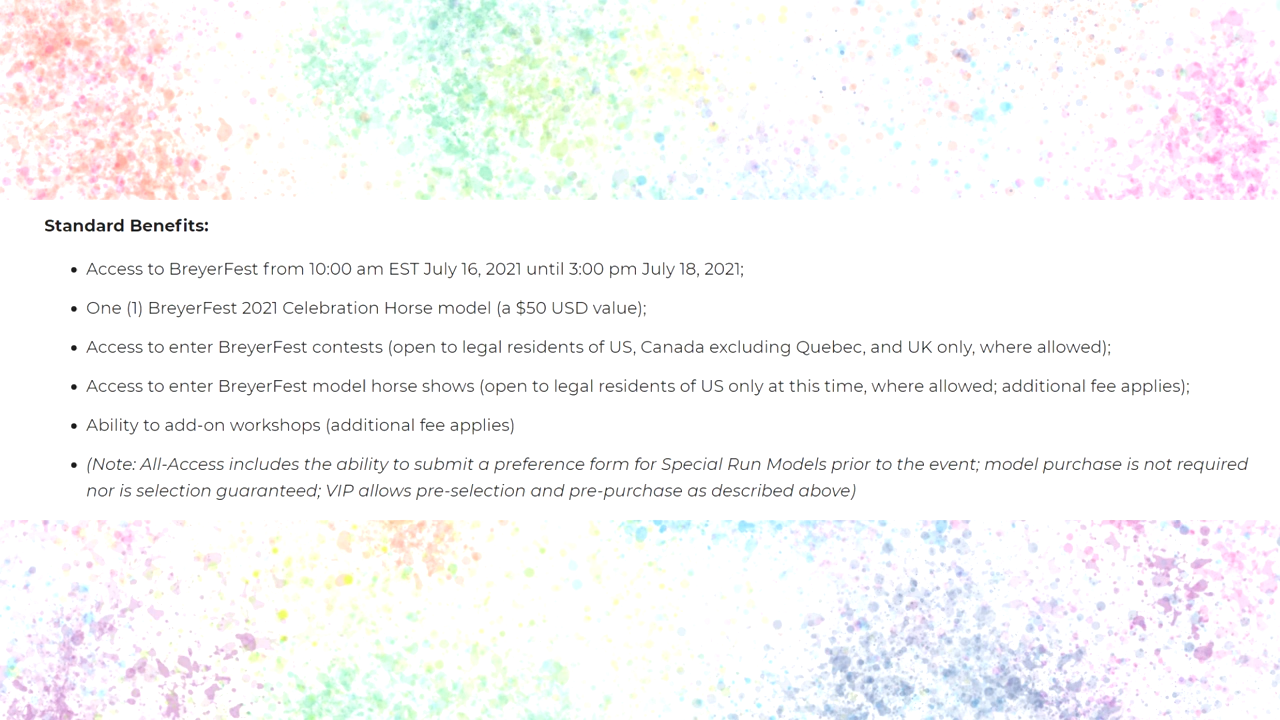 Standard Benefits:
• Access to BreyerFest from 10:00 am EST July 16, 2021 until 3:00 pm July 18, 2021;
• One (1) BreyerFest 2021 Celebration Horse model (a $50 USD value);
• Access to enter BreyerFest contests (open to legal residents of US, Canada excluding Quebec, and UK only, where allowed);
• Access to enter BreyerFest model horse shows (open to legal residents of US only at this time, where allowed; additional fee applies);
• Ability to add-on workshops (additional fee applies)
• (Note: All-Access includes the ability to submit a preference form for Special Run Models prior to the event; model purchase is not required
nor is selection guaranteed; VIP allows pre-selection and pre-purchase as described above)